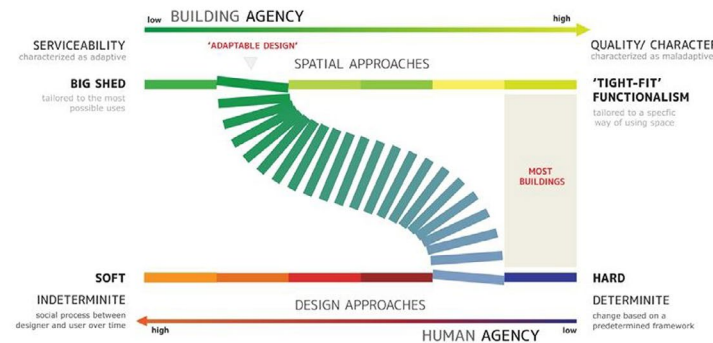 low BUILDING AGENCY high
SERVICEABILITY
characterized as adaptive
'ADAPTABLE DESIGN'
QUALITY/ CHARACTER
characterized as maladaptive
SPATIAL APPROACHES
BIG SHED
tailored to the most
possible uses
'TIGHT-FIT'
FUNCTIONALISM
tailored to a specfic
way of using space
MOST
BUILDINGS
SOFT
HARD
INDETERMINITE
social process between
designer and user over time
DESIGN APPROACHES
DETERMINITE
change based on a
predetermined framework
high HUMAN AGENCY low